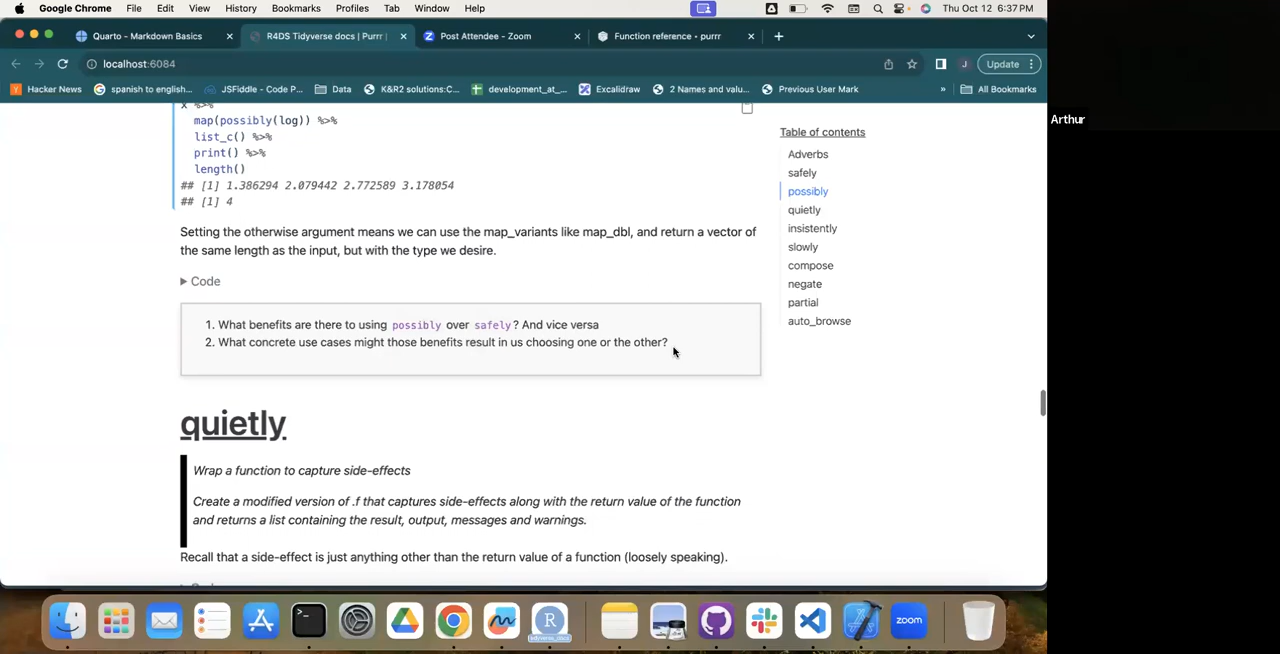 Google Chrome File Edit View History Bookmarks Profiles Tab Window Help Thu Oct 12 6:37 PM
Quarto - Markdown Basics R4DS Tidyverse docs | Purrr | Post Attendee - Zoom Function reference • purrr
localhost:6084 J Update
Hacker News spanish to english... JSFiddle - Code P... Data K&R2 solutions:C... development_at_... Excalidraw 2 Names and valu... Previous User Mark » All Bookmarks
x %>%
map(possibly(log)) %>%
list_c() %>%
print() %>%
length()
## [1] 1.386294 2.079442 2.772589 3.178054
## [1] 4
Setting the otherwise argument means we can use the map_variants like map_dbl, and return a vector of
the same length as the input, but with the type we desire.
Code
1. What benefits are there to using possibly over safely? And vice versa
2. What concrete use cases might those benefits result in us choosing one or the other?
quietly
Wrap a function to capture side-effects
Create a modified version of .f that captures side-effects along with the return value of the function
and returns a list containing the result, output, messages and warnings.
Recall that a side-effect is just anything other than the return value of a function (loosely speaking).
Table of contents
Adverbs
safely
possibly
quietly
insistently
slowly
compose
negate
partial
auto_browse
Arthur
R
zoom